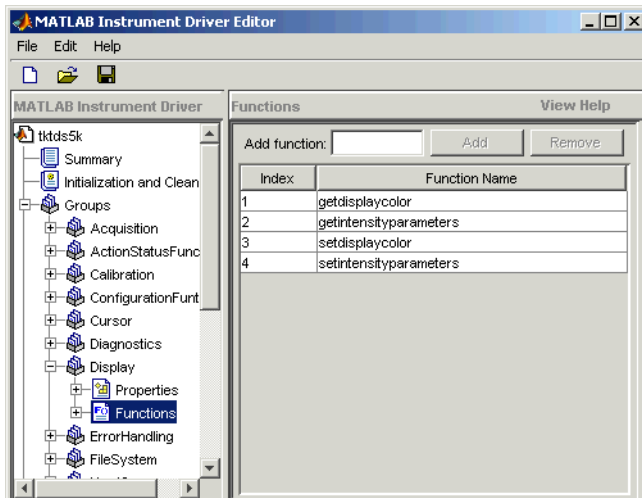 MATLAB Instrument Driver Editor
File Edit Help
MATLAB Instrument Driver
tktds5k
Summary
Initialization and Clean
Groups
Acquisition
ActionStatusFunc
Calibration
ConfigurationFunt
Cursor
Diagnostics
Display
Properties
Functions
ErrorHandling
FileSystem
Functions View Help
Add function: Add Remove
Index Function Name
1 getdisplaycolor
2 getintensityparameters
3 setdisplaycolor
4 setintensityparameters